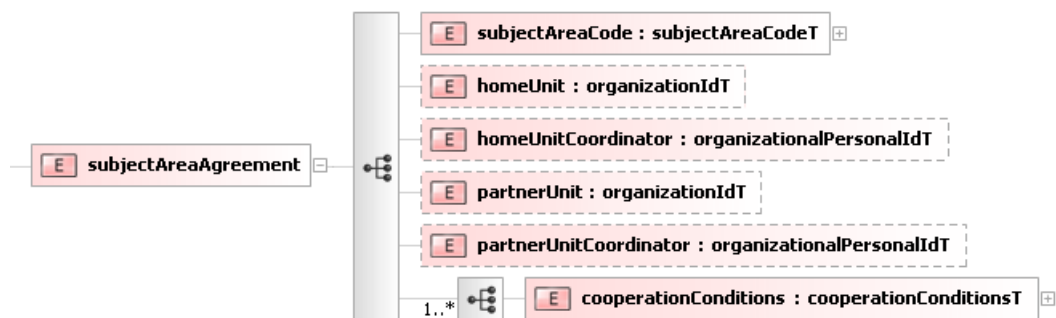 E subjectAreaCode : subjectAreaCodeT
E homeUnit : organizationIdT
E homeUnitCoordinator : organizationalPersonalIdT
E subjectAreaAgreement
E partnerUnit : organizationIdT
E partnerUnitCoordinator : organizationalPersonalIdT
1..* E cooperationConditions : cooperationConditionsT